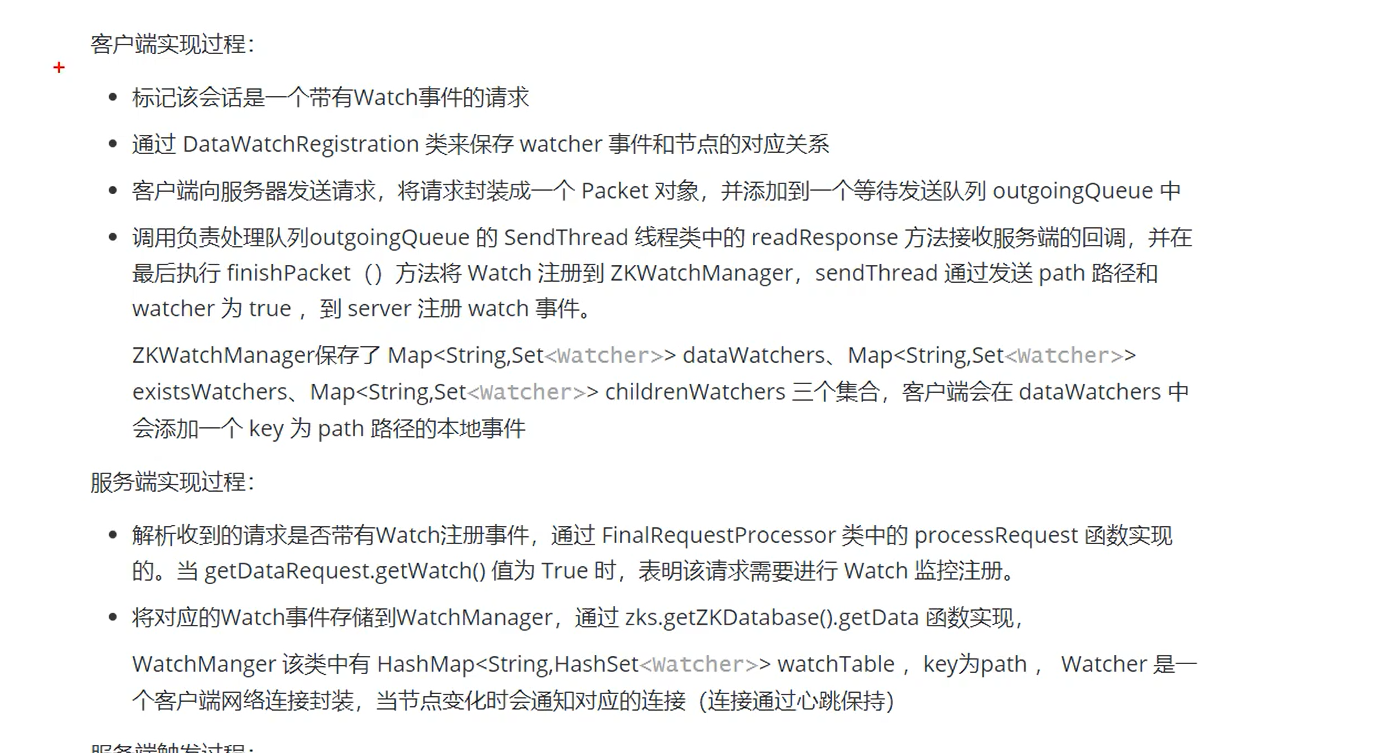 客户端实现过程：
标记该会话是一个带有Watch事件的请求
通过 DataWatchRegistration 类来保存 watcher 事件和节点的对应关系
客户端向服务器发送请求，将请求封装成一个 Packet 对象，并添加到一个等待发送队列 outgoingQueue 中
调用负责处理队列outgoingQueue 的 SendThread 线程类中的 readResponse 方法接收服务端的回调，并在
最后执行 finishPacket（）方法将 Watch 注册到 ZKWatchManager，sendThread 通过发送 path 路径和
watcher 为 true ，到 server 注册 watch 事件。
ZKWatchManager保存了 Map<String,Set<Watcher>> dataWatchers、Map<String,Set<Watcher>>
existsWatchers、Map<String,Set<Watcher>> childrenWatchers 三个集合，客户端会在 dataWatchers 中
会添加一个 key 为 path 路径的本地事件
服务端实现过程：
解析收到的请求是否带有Watch注册事件，通过 FinalRequestProcessor 类中的 processRequest 函数实现
的。当 getDataRequest.getWatch() 值为 True 时，表明该请求需要进行 Watch 监控注册。
将对应的Watch事件存储到WatchManager，通过 zks.getZKDatabase().getData 函数实现，
WatchManger 该类中有 HashMap<String,HashSet<Watcher>> watchTable ，key为path ， Watcher 是一
个客户端网络连接封装，当节点变化时会通知对应的连接（连接通过心跳保持）
服务端触发过程：